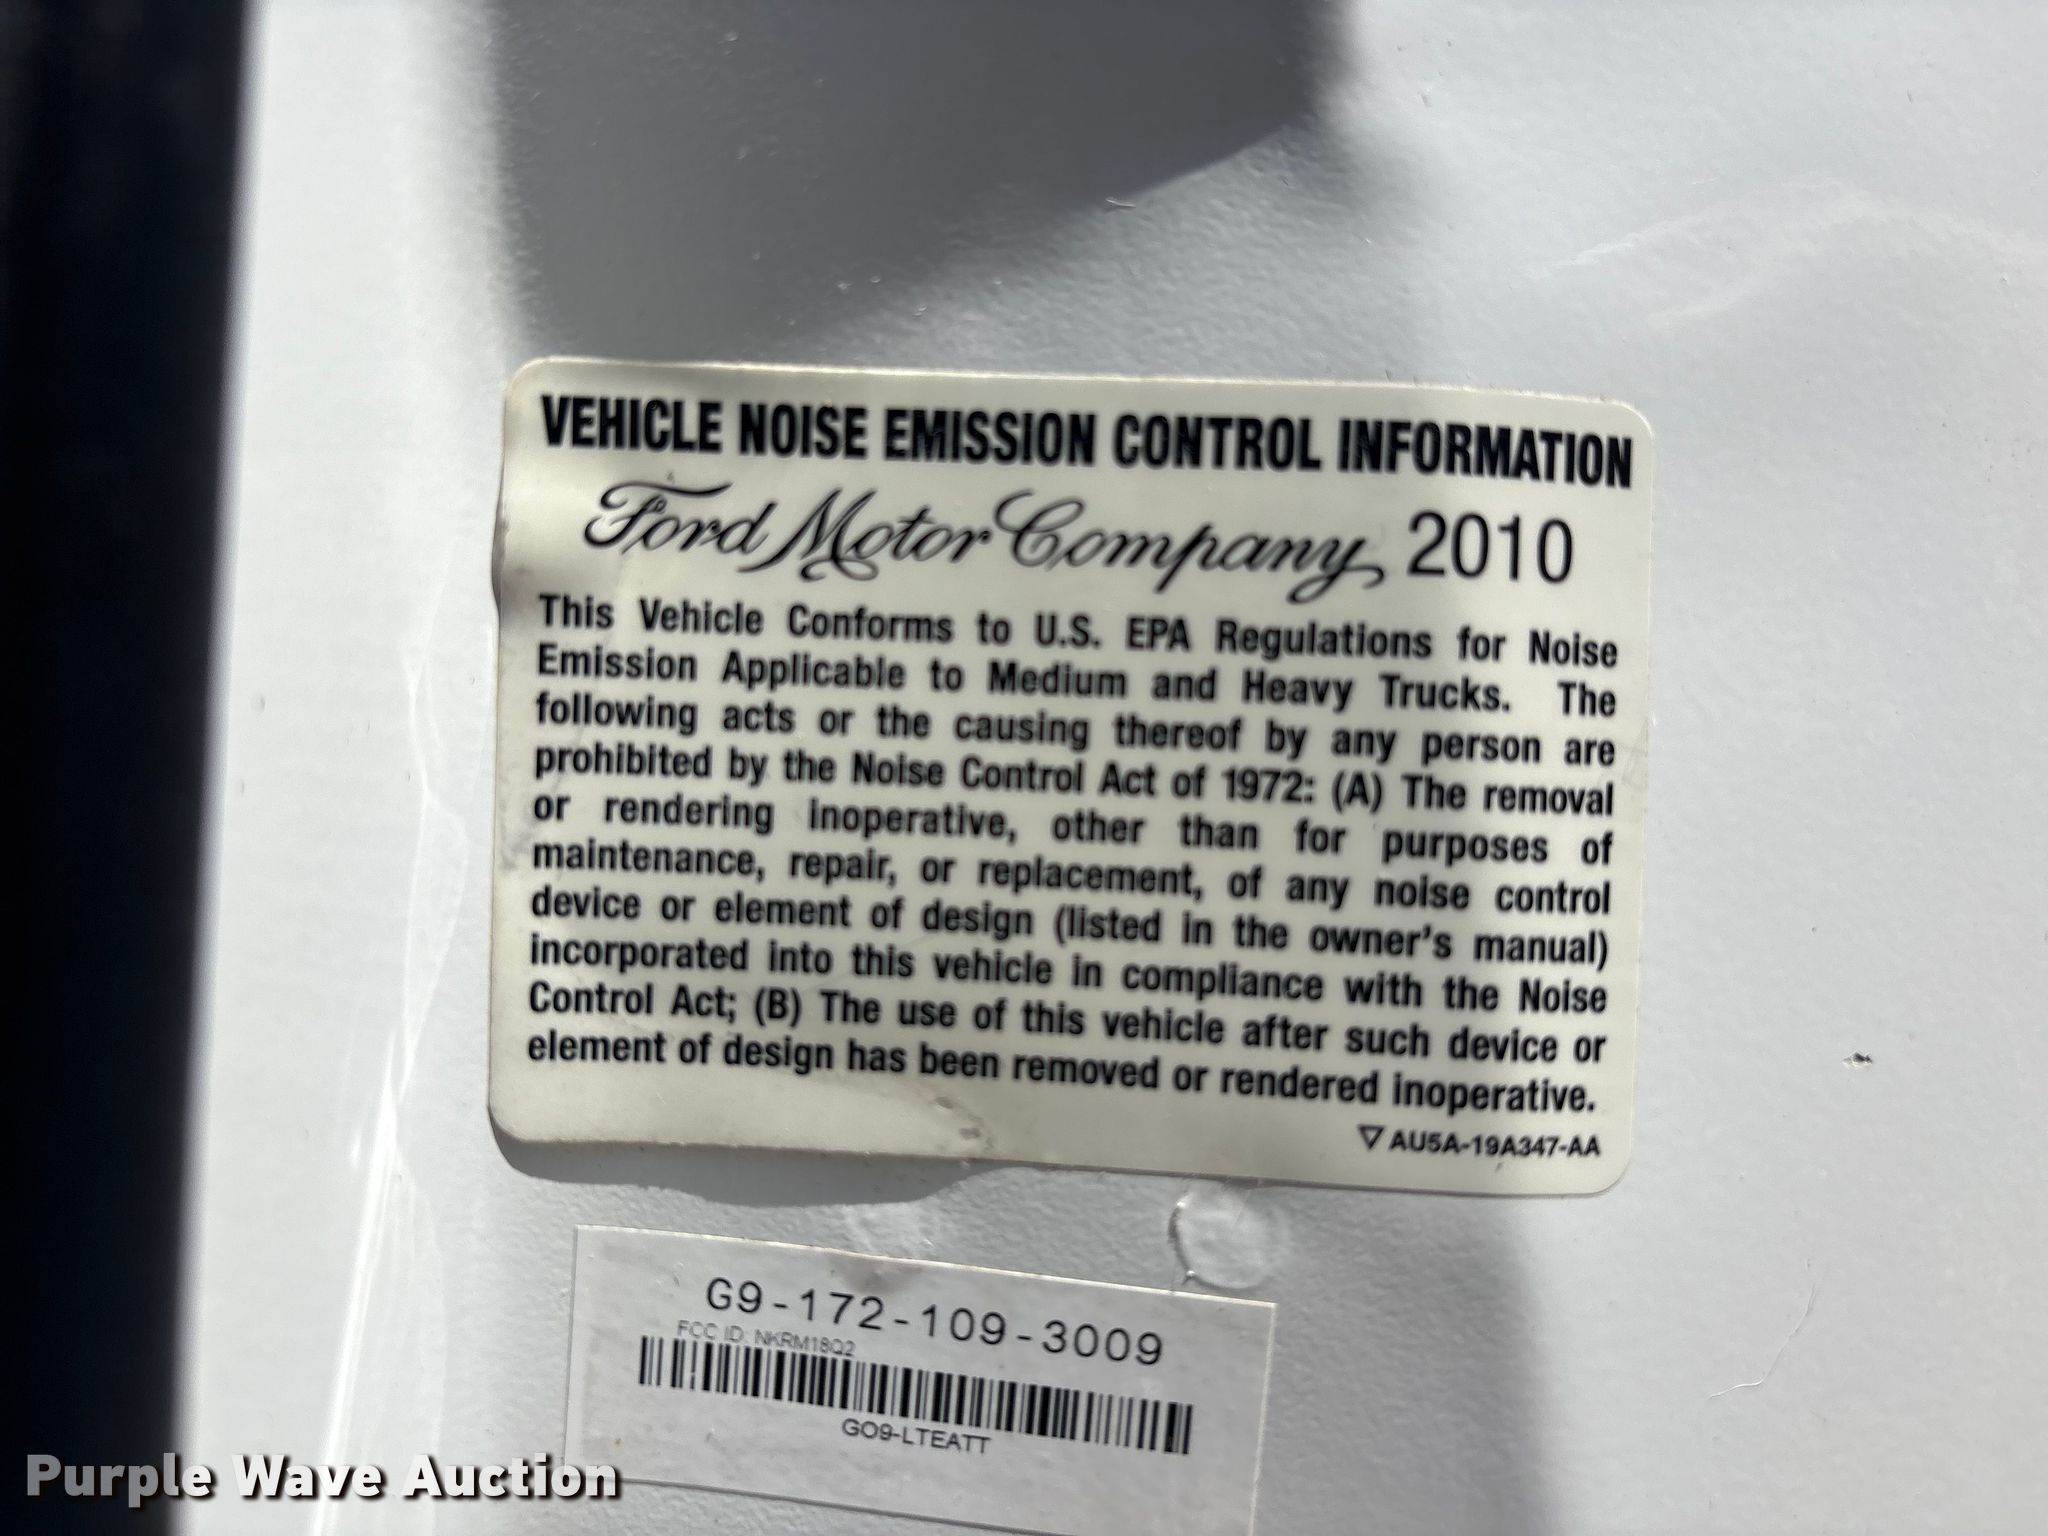 VEHICLE NOISE EMISSION CONTROL INFORMATION
Ford Motor Company 2010
This Vehicle Conforms to U.S. EPA Regulations for Noise
Emission Applicable to Medium and Heavy Trucks. The
following acts or the causing thereof by any person are
prohibited by the Noise Control Act of 1972: (A) The removal
or rendering inoperative, other than for purposes of
maintenance, repair, or replacement, of any noise control
device or element of design (listed in the owner's manual)
incorporated into this vehicle in compliance with the Noise
Control Act; (B) The use of this vehicle after such device or
element of design has been removed or rendered inoperative.
▽ AU5A-19A347-AA
G9-172-109-3009
FCC ID: NKRM18Q2
GO9-LTEATT
Purple Wave Auction